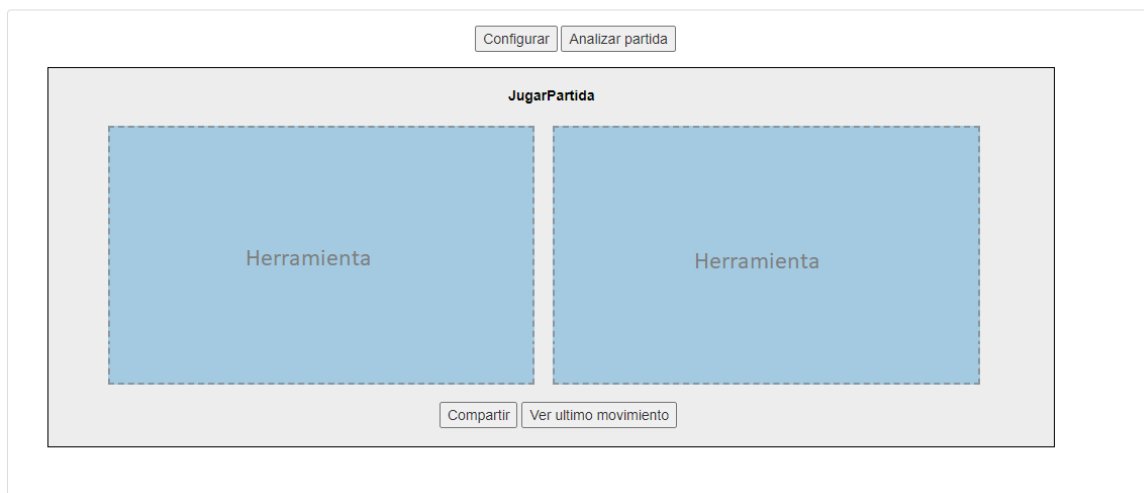 Configurar Analizar partida
JugarPartida
Herramienta Herramienta
Compartir Ver ultimo movimiento